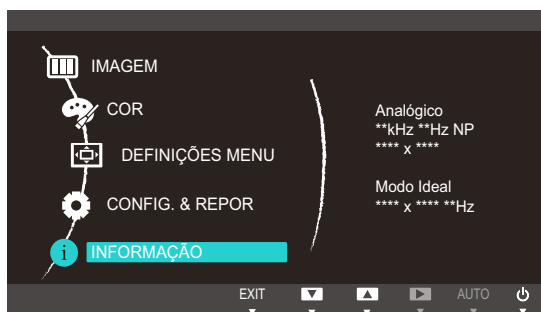 IMAGEM
COR
DEFINIÇÕES MENU
CONFIG. & REPOR
i INFORMAÇÃO
Analógico
**kHz **Hz NP
**** x ****
Modo Ideal
**** x **** **Hz
EXIT AUTO